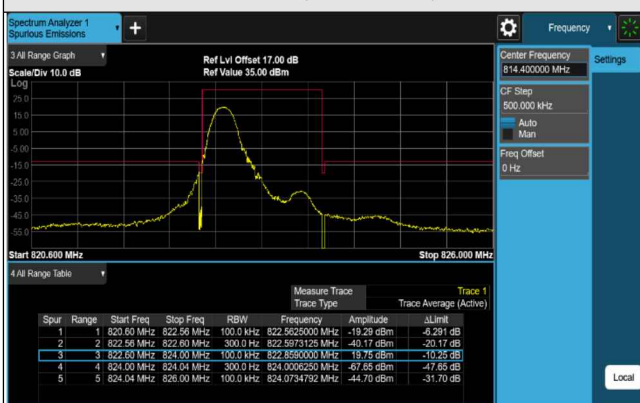 Spectrum Analyzer 1
Spurious Emissions
Frequency
3 All Range Graph
Ref Lvl Offset 17.00 dB
Scale/Div 10.0 dB
Ref Value 35.00 dBm
Log
25.0
15.0
5.00
-5.00
-15.0
-25.0
-35.0
-45.0
-55.0
Start 820.600 MHz
Stop 826.000 MHz
Center Frequency
814.400000 MHz
Settings
CF Step
500.000 kHz
Auto
Man
Freq Offset
0 Hz
4 All Range Table
Measure Trace Trace 1
Trace Type Trace Average (Active)
Spur Range Start Freq Stop Freq RBW Frequency Amplitude ΔLimit
1 1 820.60 MHz 822.56 MHz 100.0 kHz 822.5625000 MHz -19.29 dBm -6.291 dB
2 2 822.56 MHz 822.60 MHz 300.0 Hz 822.5973125 MHz -40.17 dBm -20.17 dB
3 3 822.60 MHz 824.00 MHz 100.0 kHz 822.8590000 MHz 19.75 dBm -10.25 dB
4 4 824.00 MHz 824.04 MHz 300.0 Hz 824.0006250 MHz -67.65 dBm -47.65 dB
5 5 824.04 MHz 826.00 MHz 100.0 kHz 824.0734792 MHz -44.70 dBm -31.70 dB
Local